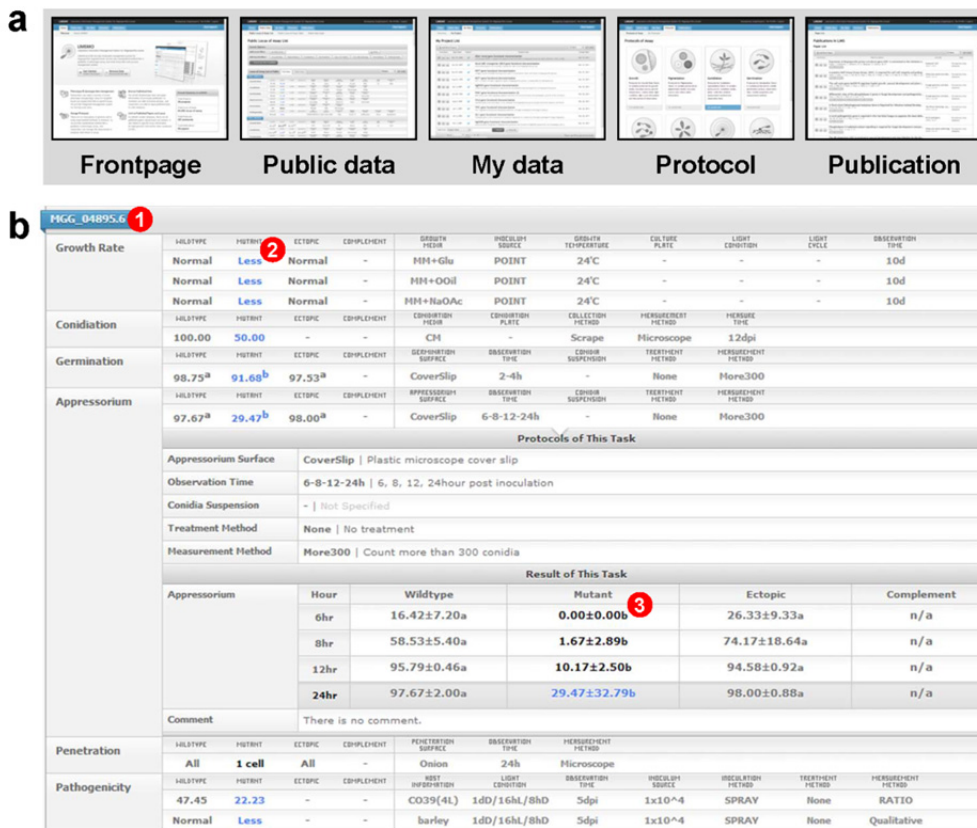 a
Frontpage Public data My data Protocol Publication
b
MGG_04895.6 1
Growth Rate WILDTYPE MUTANT ECTOPIC COMPLEMENT GROWTH MEDIA INOCULUM SOURCE GROWTH TEMPERATURE CULTURE PLATE LIGHT CONDITION LIGHT CYCLE OBSERVATION TIME
Normal Less 2 Normal - MM+Glu POINT 24°C - - - 10d
Normal Less Normal - MM+OOil POINT 24°C - - - 10d
Normal Less Normal - MM+NaOAc POINT 24°C - - - 10d
Conidiation WILDTYPE MUTANT ECTOPIC COMPLEMENT CONIDIATION MEDIA CONIDIATION PLATE COLLECTION METHOD MEASUREMENT METHOD MEASURE TIME
100.00 50.00 - - CM - Scrape Microscope 12dpi
Germination WILDTYPE MUTANT ECTOPIC COMPLEMENT GERMINATION SURFACE OBSERVATION TIME CONIDIA SUSPENSION TREATMENT METHOD MEASUREMENT METHOD
98.75a 91.68b 97.53a - CoverSlip 2-4h - None More300
Appressorium WILDTYPE MUTANT ECTOPIC COMPLEMENT APPRESSORIUM SURFACE OBSERVATION TIME CONIDIA SUSPENSION TREATMENT METHOD MEASUREMENT METHOD
97.67a 29.47b 98.00a - CoverSlip 6-8-12-24h - None More300
Protocols of This Task
Appressorium Surface CoverSlip | Plastic microscope cover slip
Observation Time 6-8-12-24h | 6, 8, 12, 24hour post inoculation
Conidia Suspension - | Not Specified
Treatment Method None | No treatment
Measurement Method More300 | Count more than 300 conidia
Result of This Task
Appressorium Hour Wildtype Mutant 3 Ectopic Complement
6hr 16.42±7.20a 0.00±0.00b 26.33±9.33a n/a
8hr 58.53±5.40a 1.67±2.89b 74.17±18.64a n/a
12hr 95.79±0.46a 10.17±2.50b 94.58±0.92a n/a
24hr 97.67±2.00a 29.47±32.79b 98.00±0.88a n/a
Comment There is no comment.
Penetration WILDTYPE MUTANT ECTOPIC COMPLEMENT PENETRATION SURFACE OBSERVATION TIME MEASUREMENT METHOD
All 1 cell All - Onion 24h Microscope
Pathogenicity WILDTYPE MUTANT ECTOPIC COMPLEMENT HOST INFORMATION LIGHT CONDITION OBSERVATION TIME INOCULUM SOURCE INOCULATION METHOD TREATMENT METHOD MEASUREMENT METHOD
47.45 22.23 - - CO39(4L) 1dD/16hL/8hD 5dpi 1x10^4 SPRAY None RATIO
Normal Less - - barley 1dD/16hL/8hD 5dpi 1x10^4 SPRAY None Qualitative